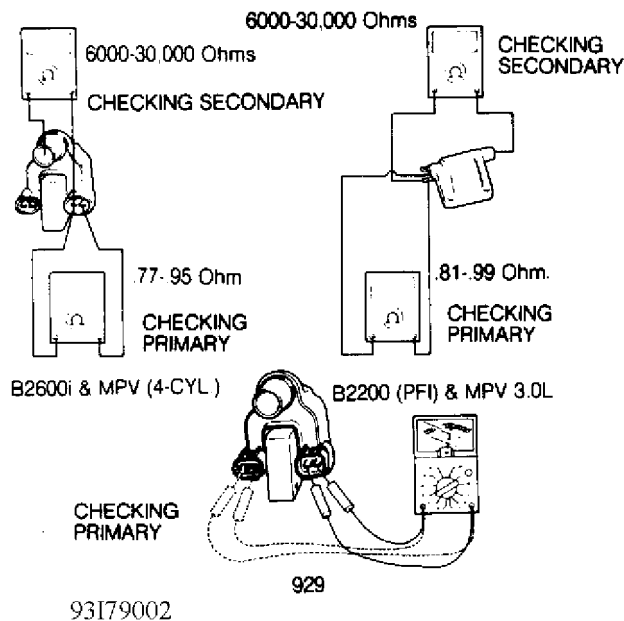 6000-30,000 Ohms
CHECKING SECONDARY
.77-.95 Ohm
CHECKING
PRIMARY
B2600i & MPV (4-CYL.)
6000-30,000 Ohms
CHECKING
SECONDARY
.81-.99 Ohm.
CHECKING
PRIMARY
B2200 (PFI) & MPV 3.0L
CHECKING
PRIMARY
929
93I79002